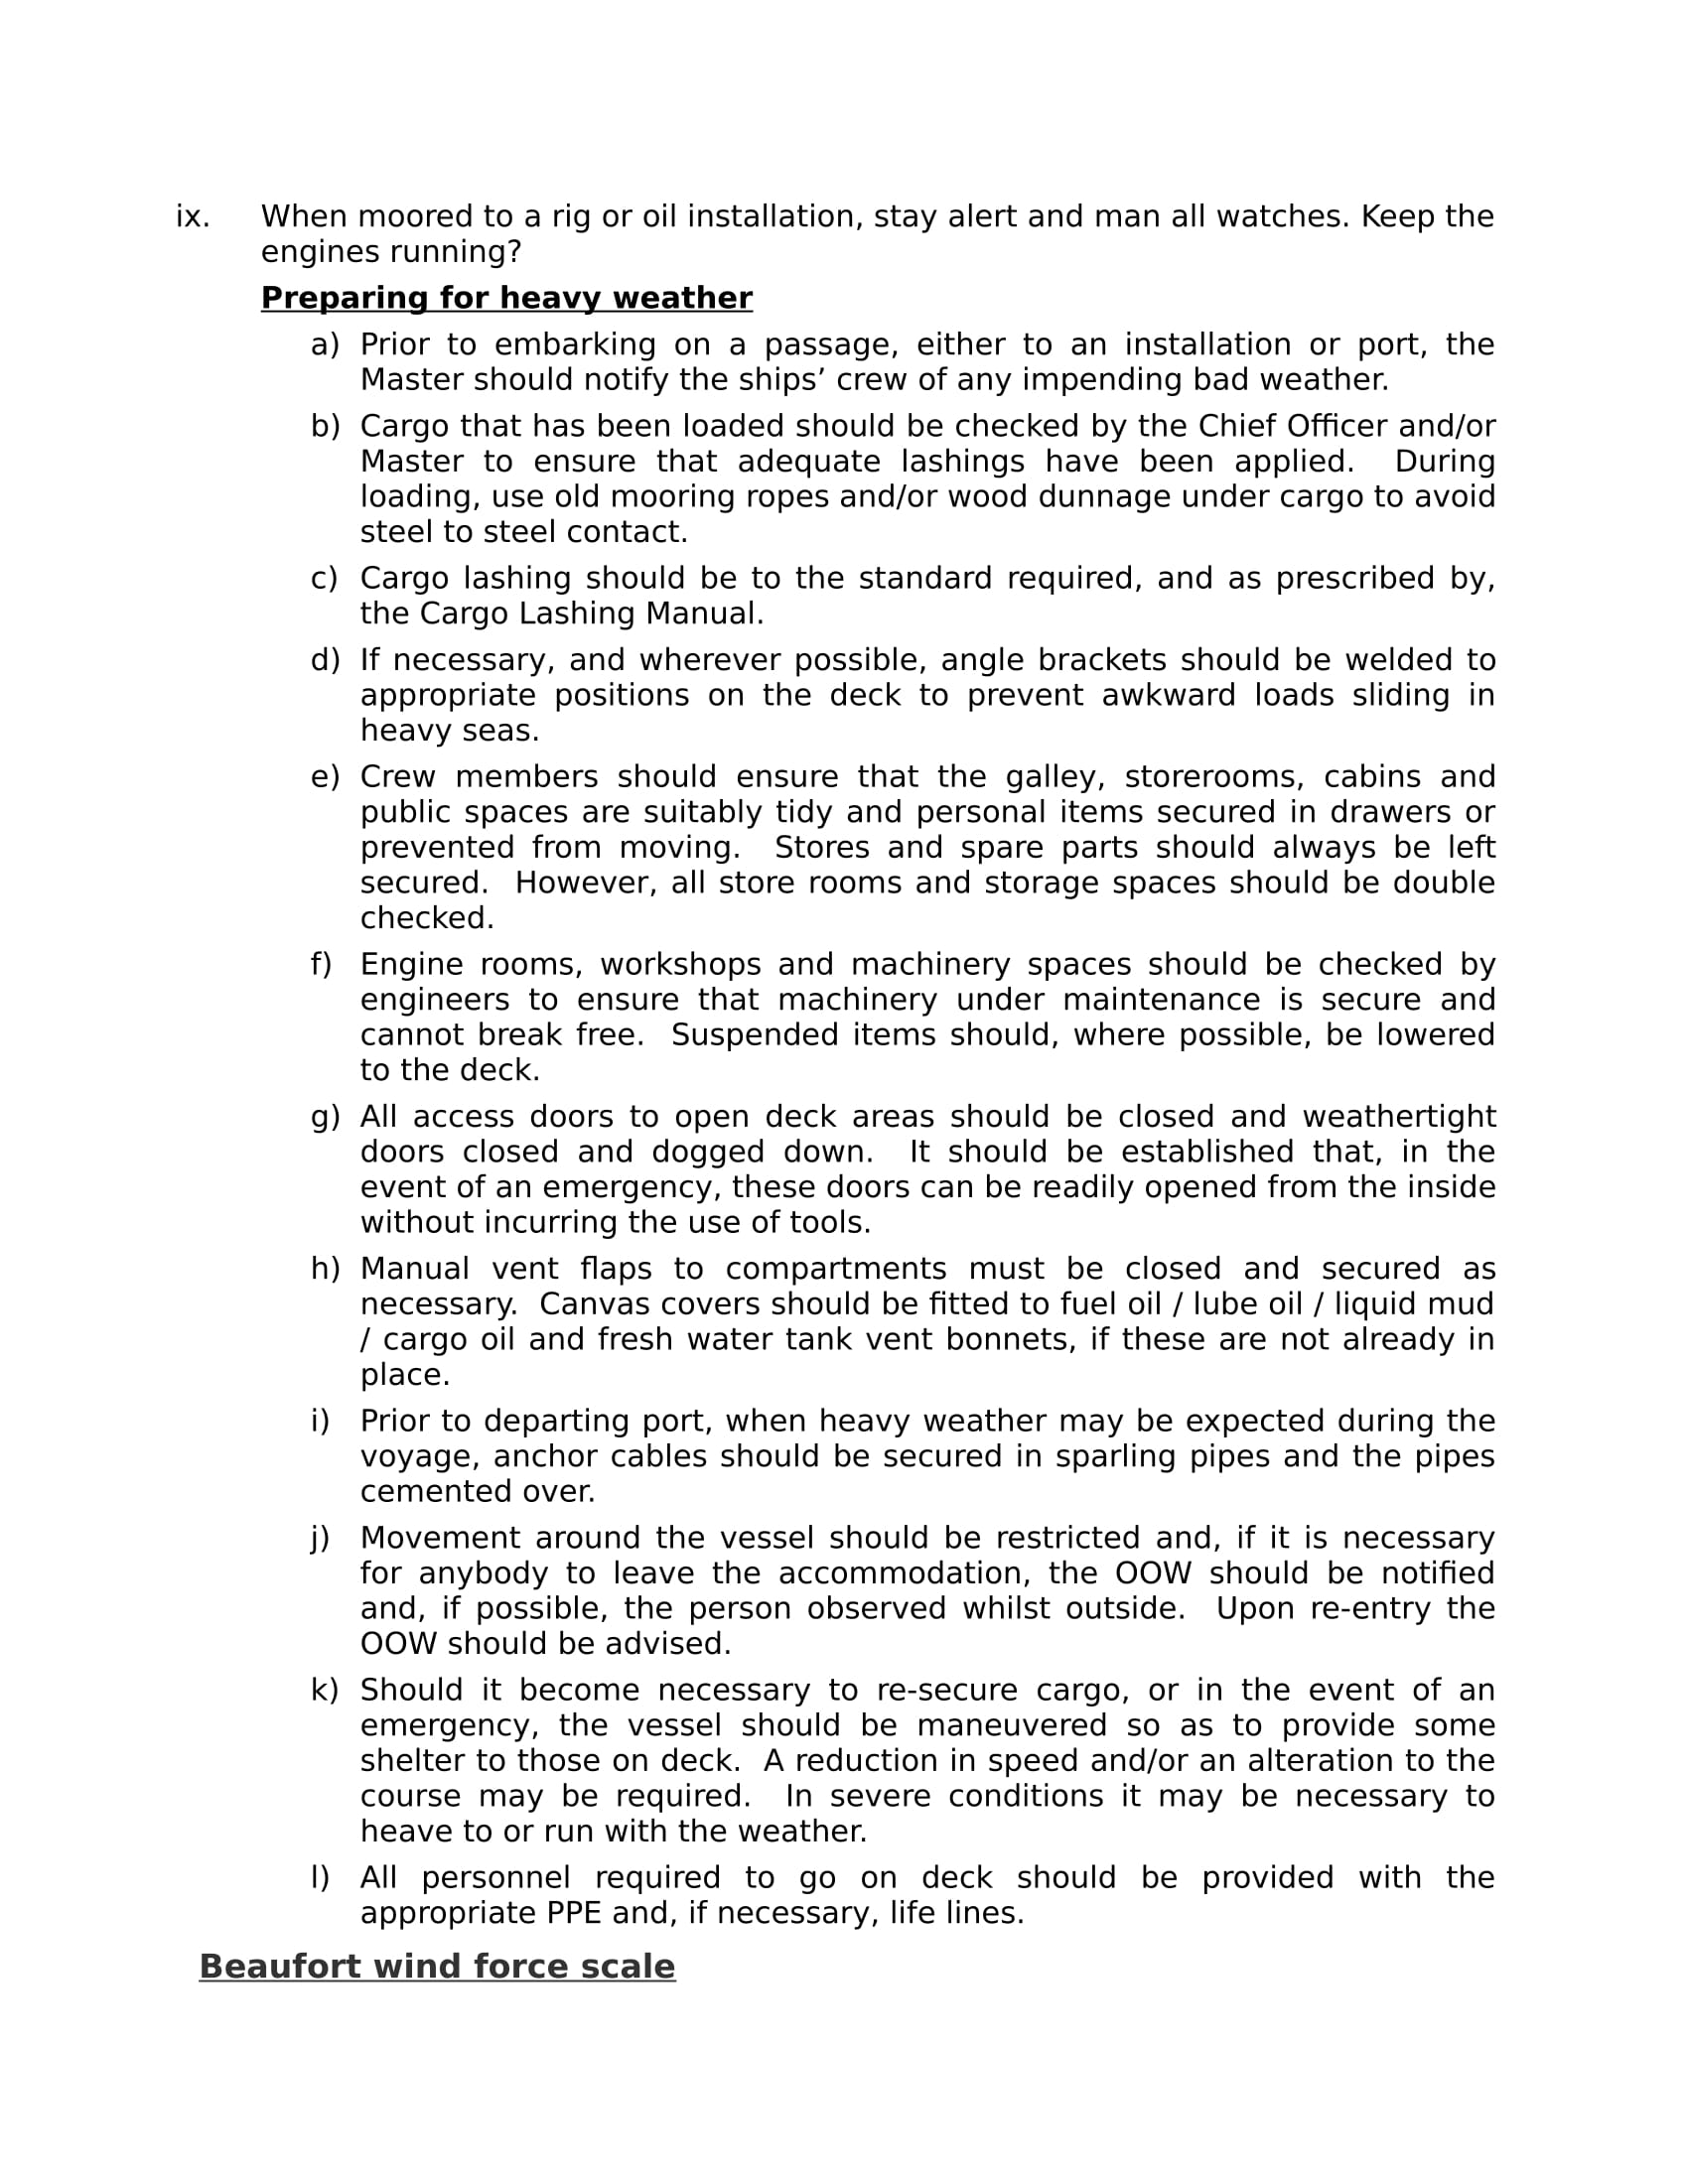 ix. When moored to a rig or oil installation, stay alert and man all watches. Keep the
engines running?
Preparing for heavy weather
a) Prior to embarking on a passage, either to an installation or port, the
Master should notify the ships’ crew of any impending bad weather.
b) Cargo that has been loaded should be checked by the Chief Officer and/or
Master to ensure that adequate lashings have been applied. During
loading, use old mooring ropes and/or wood dunnage under cargo to avoid
steel to steel contact.
c) Cargo lashing should be to the standard required, and as prescribed by,
the Cargo Lashing Manual.
d) If necessary, and wherever possible, angle brackets should be welded to
appropriate positions on the deck to prevent awkward loads sliding in
heavy seas.
e) Crew members should ensure that the galley, storerooms, cabins and
public spaces are suitably tidy and personal items secured in drawers or
prevented from moving. Stores and spare parts should always be left
secured. However, all store rooms and storage spaces should be double
checked.
f) Engine rooms, workshops and machinery spaces should be checked by
engineers to ensure that machinery under maintenance is secure and
cannot break free. Suspended items should, where possible, be lowered
to the deck.
g) All access doors to open deck areas should be closed and weathertight
doors closed and dogged down. It should be established that, in the
event of an emergency, these doors can be readily opened from the inside
without incurring the use of tools.
h) Manual vent flaps to compartments must be closed and secured as
necessary. Canvas covers should be fitted to fuel oil / lube oil / liquid mud
/ cargo oil and fresh water tank vent bonnets, if these are not already in
place.
i) Prior to departing port, when heavy weather may be expected during the
voyage, anchor cables should be secured in sparling pipes and the pipes
cemented over.
j) Movement around the vessel should be restricted and, if it is necessary
for anybody to leave the accommodation, the OOW should be notified
and, if possible, the person observed whilst outside. Upon re-entry the
OOW should be advised.
k) Should it become necessary to re-secure cargo, or in the event of an
emergency, the vessel should be maneuvered so as to provide some
shelter to those on deck. A reduction in speed and/or an alteration to the
course may be required. In severe conditions it may be necessary to
heave to or run with the weather.
l) All personnel required to go on deck should be provided with the
appropriate PPE and, if necessary, life lines.
Beaufort wind force scale